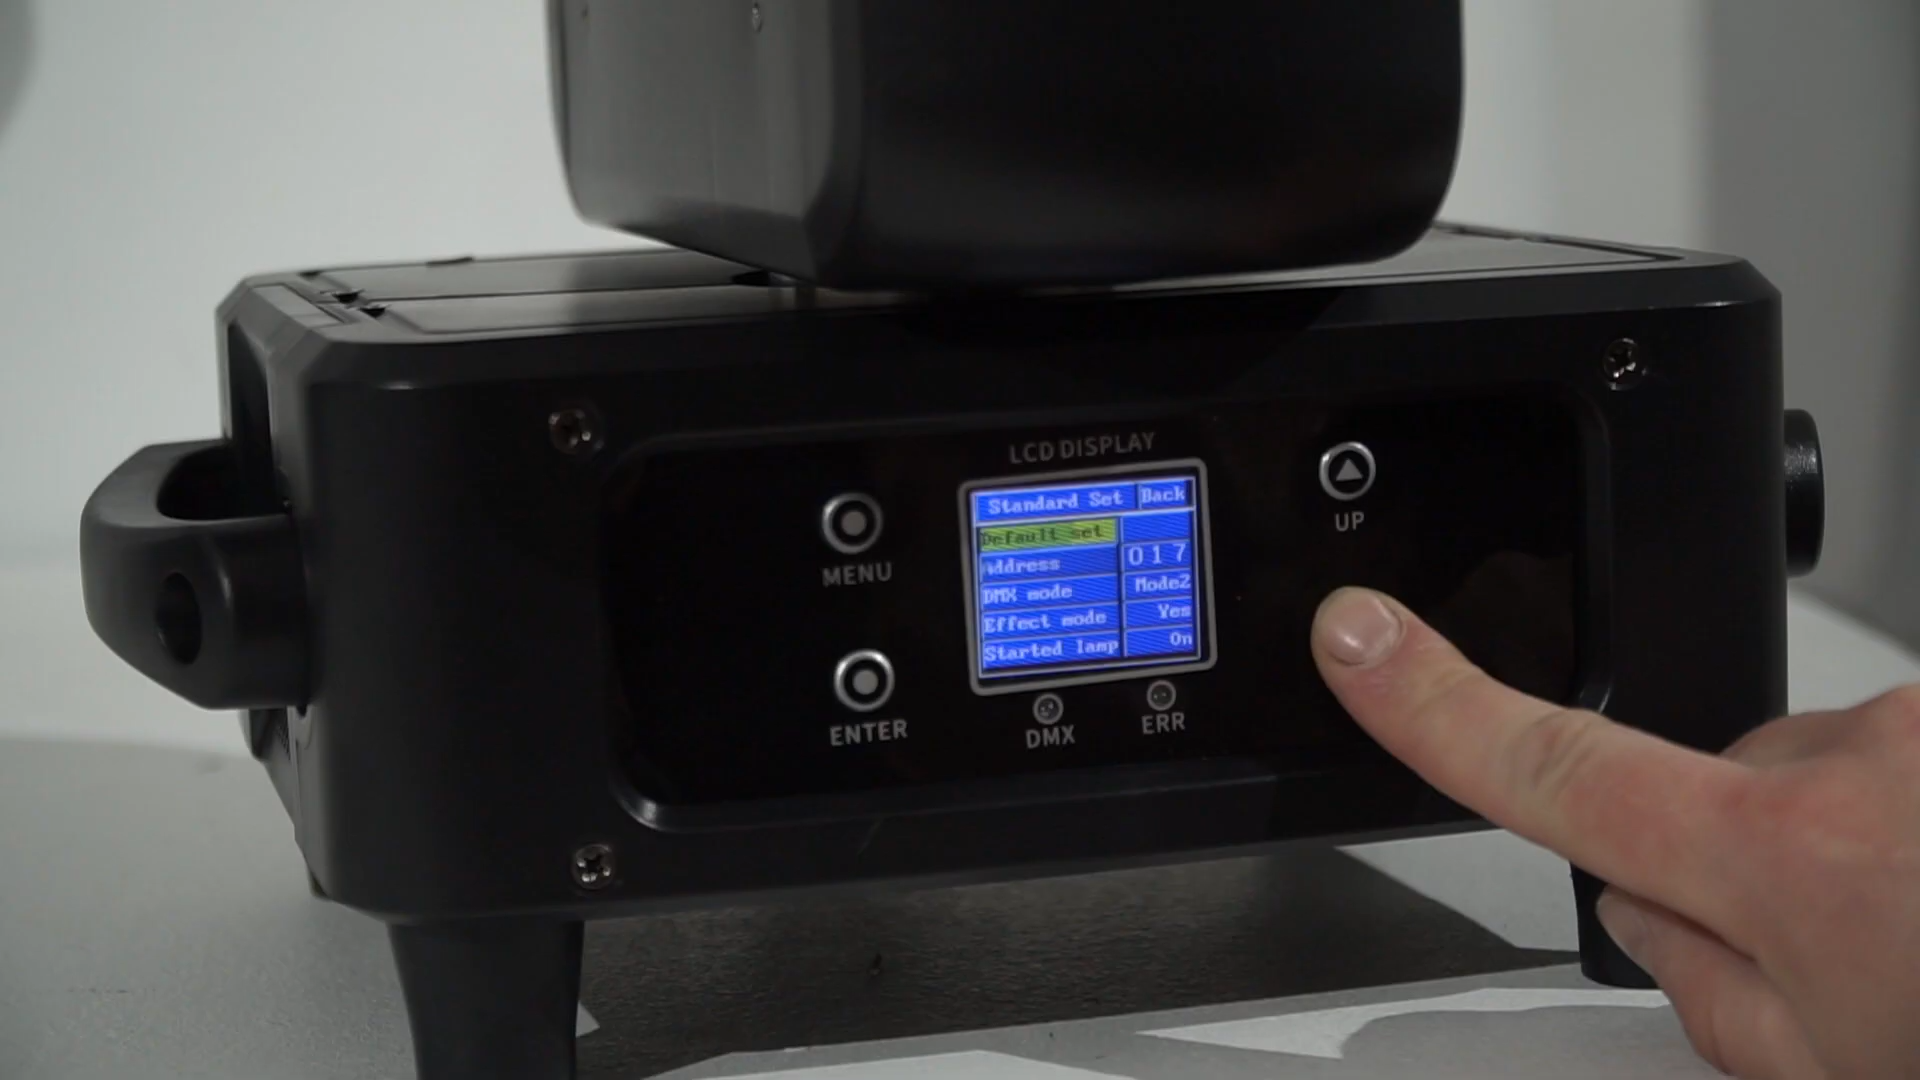 LCD DISPLAY
Standard Set Back
Default set
Address 017
DMX mode Mode2
Effect mode Yes
Started lamp On
MENU
ENTER
DMX
ERR
UP